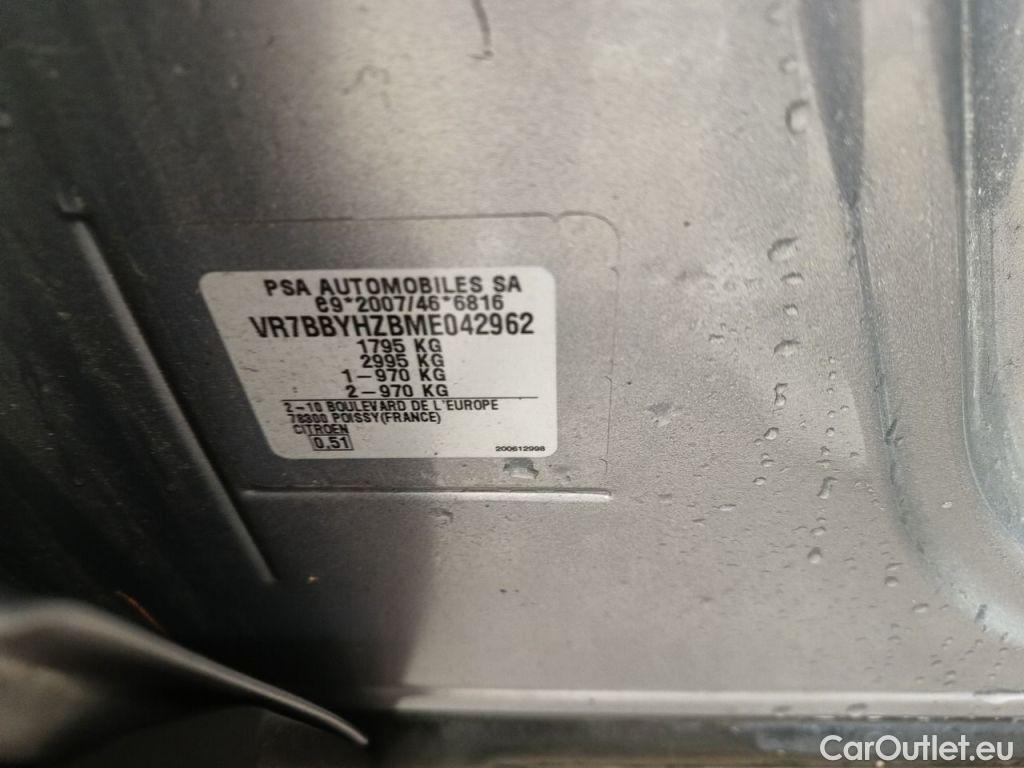 PSA AUTOMOBILES SA
e9*2007/46*6816
VR7BBYHZBME042962
1795 KG
2995 KG
1-970 KG
2-970 KG
2-10 BOULEVARD DE L'EUROPE
78300 POISSY(FRANCE)
CITROEN
0,51
200612998
CarOutlet.eu